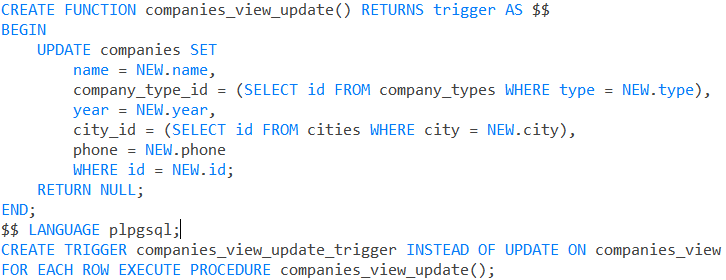 CREATE FUNCTION companies_view_update() RETURNS trigger AS $$
BEGIN
    UPDATE companies SET
        name = NEW.name,
        company_type_id = (SELECT id FROM company_types WHERE type = NEW.type),
        year = NEW.year,
        city_id = (SELECT id FROM cities WHERE city = NEW.city),
        phone = NEW.phone
        WHERE id = NEW.id;
    RETURN NULL;
END;
$$ LANGUAGE plpgsql;
CREATE TRIGGER companies_view_update_trigger INSTEAD OF UPDATE ON companies_view
FOR EACH ROW EXECUTE PROCEDURE companies_view_update();